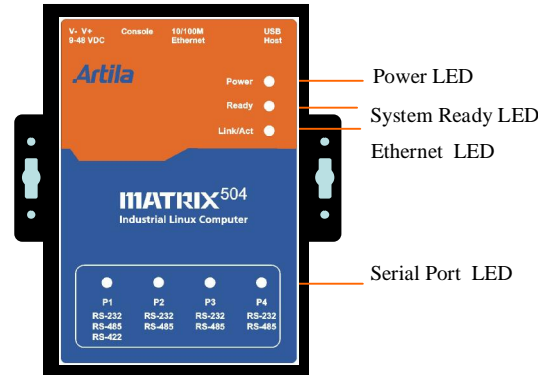 V- V+ Console 10/100M USB
9-48 VDC Ethernet Host
Artila
Power
Ready
Link/Act
Power LED
System Ready LED
Ethernet LED
MATRIX504
Industrial Linux Computer
Serial Port LED
P1 P2 P3 P4
RS-232 RS-232 RS-232 RS-232
RS-485 RS-485 RS-485 RS-485
RS-422